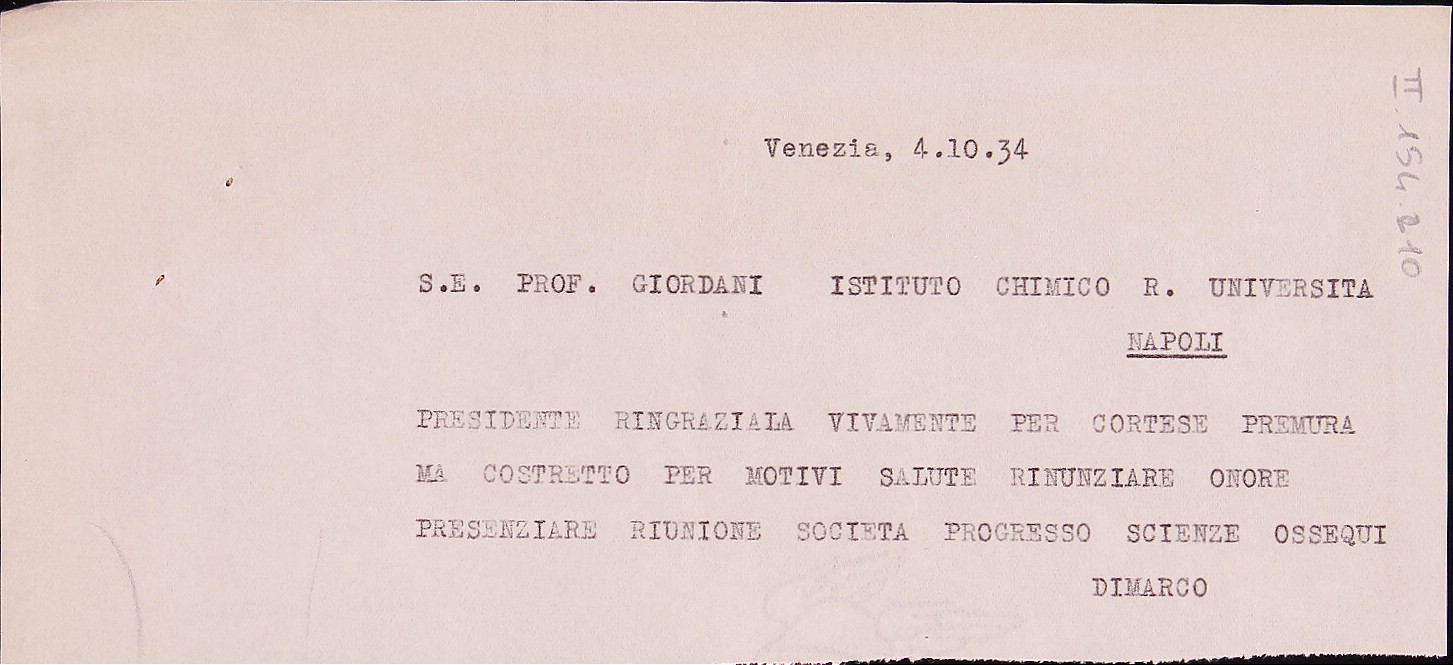 Venezia, 4.10.34
II.154.210
S.E. PROF. GIORDANI ISTITUTO CHIMICO R. UNIVERSITA
NAPOLI
PRESIDENTE RINGRAZIALA VIVAMENTE PER CORTESE PREMURA
MA COSTRETTO PER MOTIVI SALUTE RINUNZIARE ONORE
PRESENZIARE RIUNIONE SOCIETA PROGRESSO SCIENZE OSSEQUI
DIMARCO